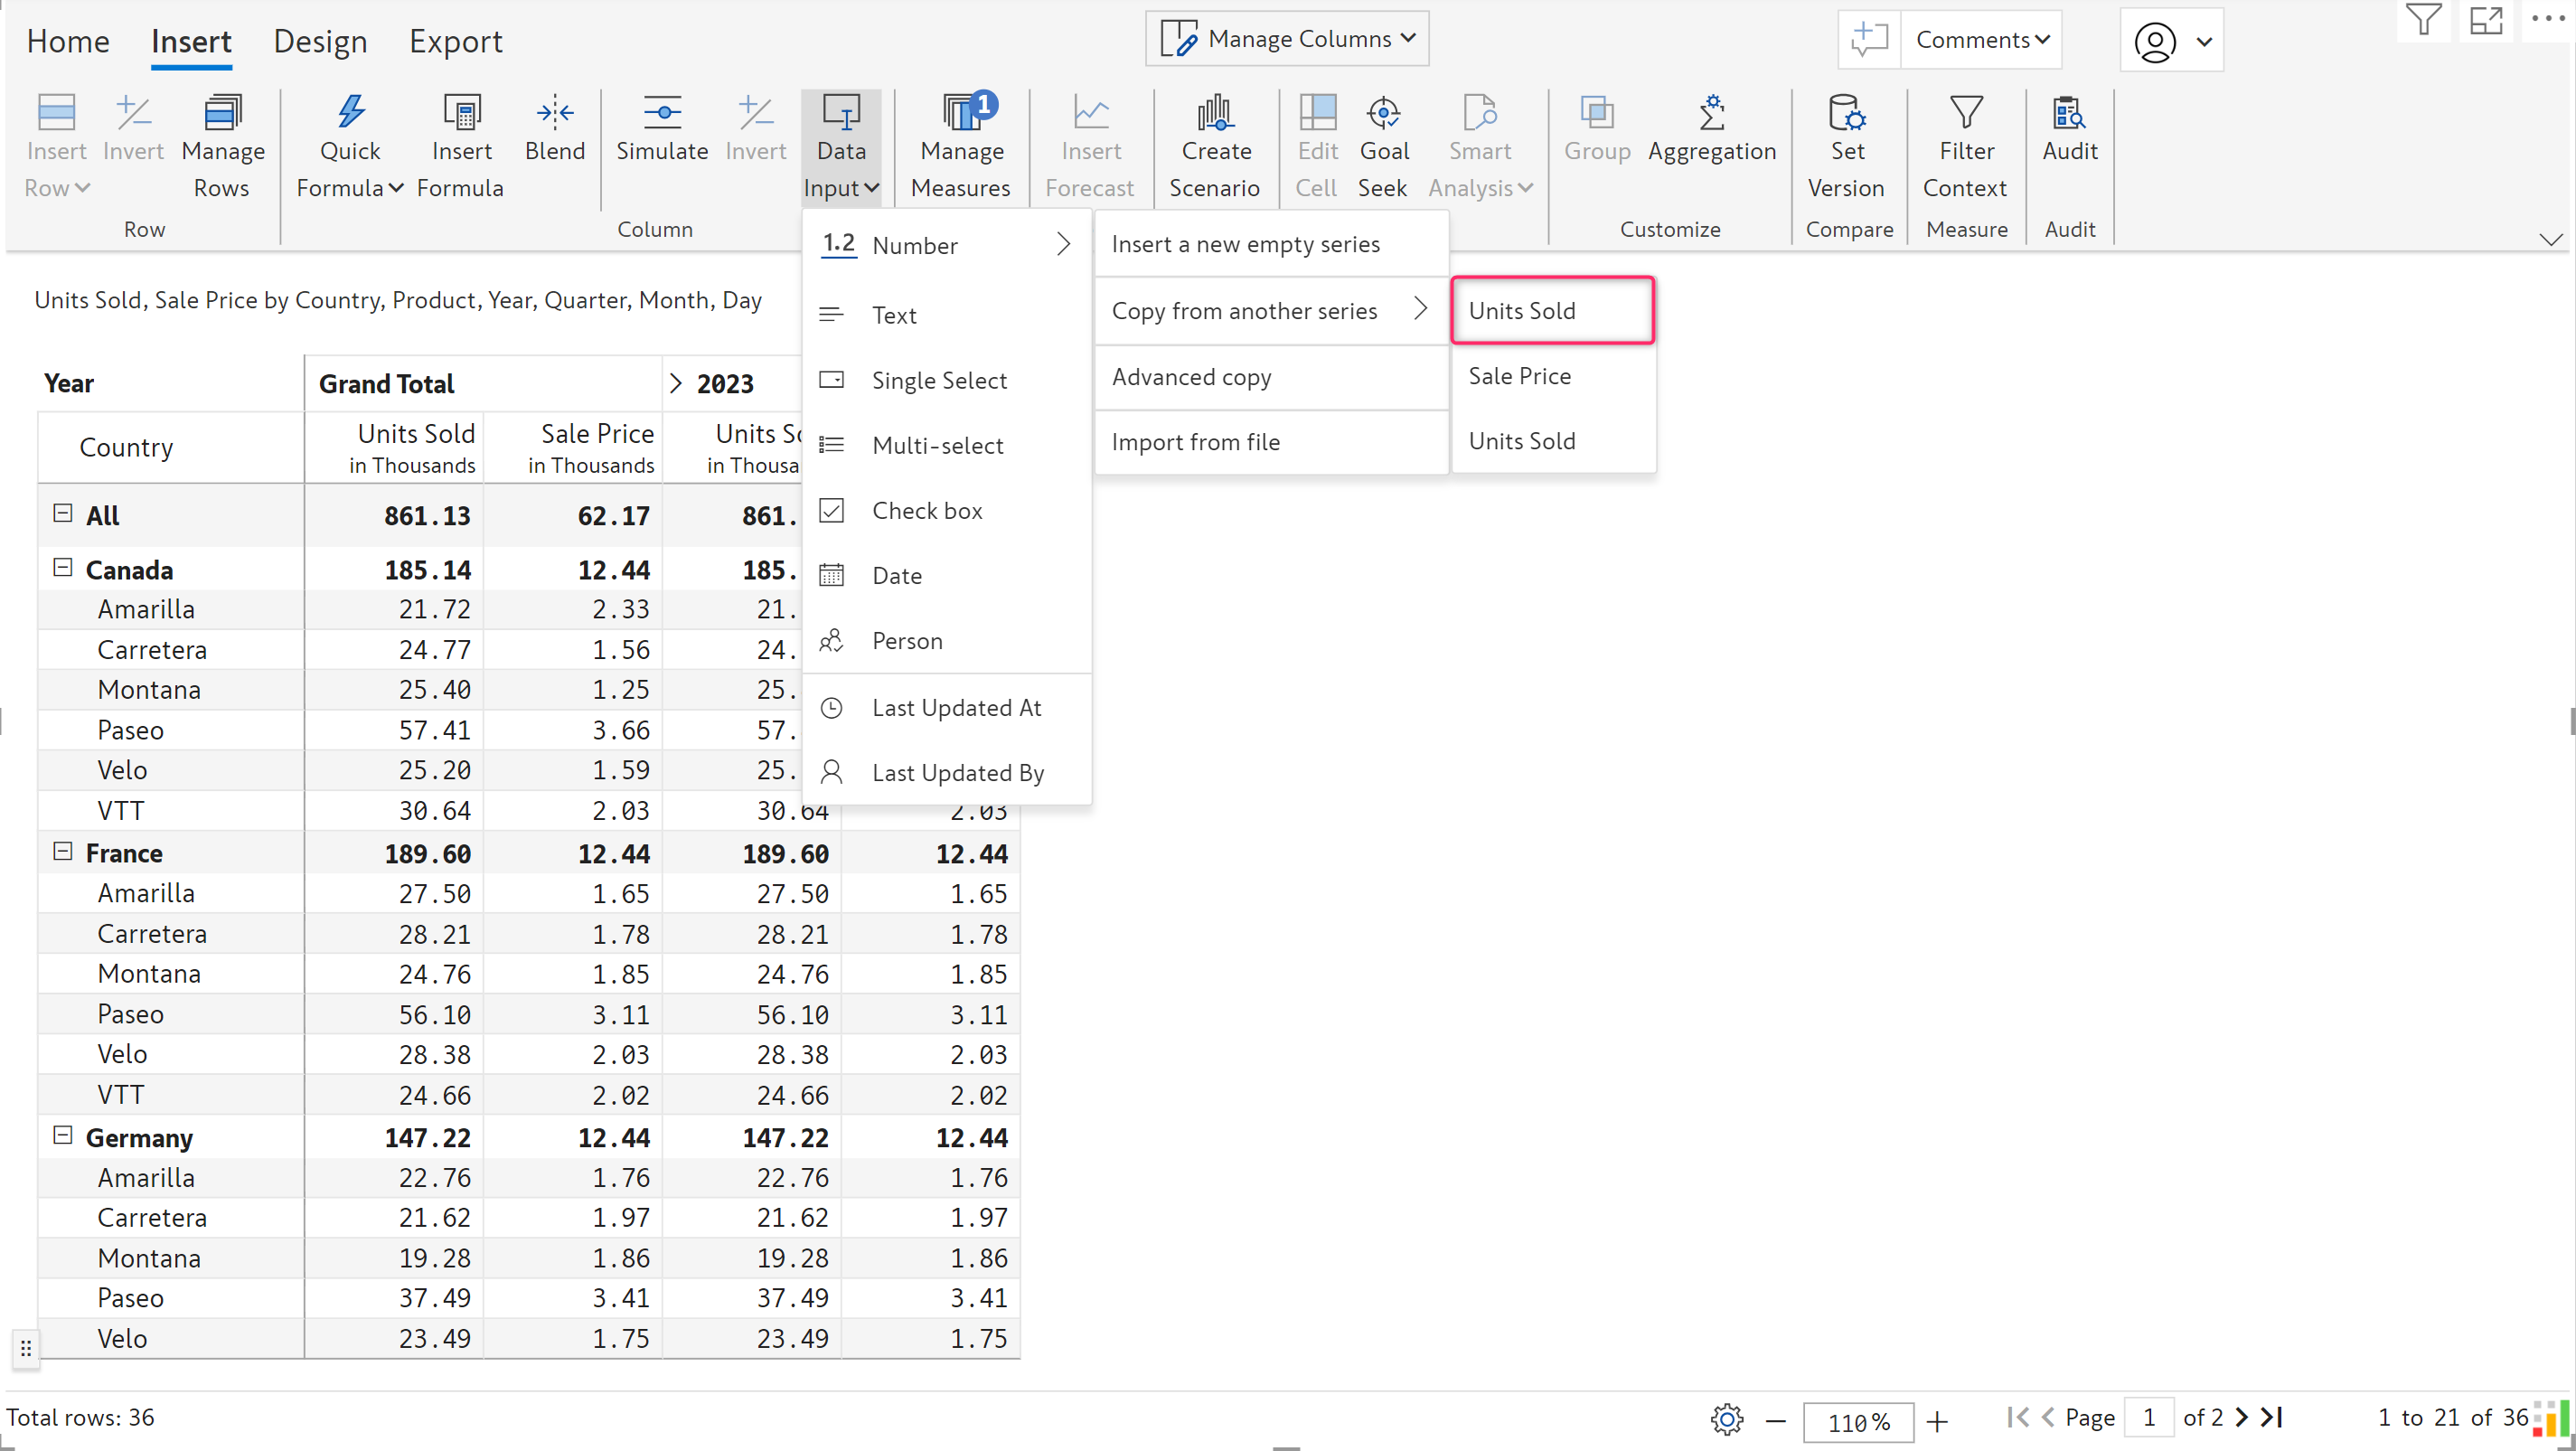 Home Insert Design Export Manage Columns Comments
Insert Row Invert Manage Rows Quick Formula Insert Formula Blend Simulate Invert Data Input Manage Measures 1 Insert Forecast Create Scenario Edit Cell Goal Seek Smart Analysis Group Aggregation Set Version Filter Context Audit
Row Column Customize Compare Measure Audit
1.2 Number
Text
Single Select
Multi-select
Check box
Date
Person
Last Updated At
Last Updated By
Insert a new empty series
Copy from another series
Advanced copy
Import from file
Units Sold
Sale Price
Units Sold
Units Sold, Sale Price by Country, Product, Year, Quarter, Month, Day
Year Grand Total 2023
Country Units Sold Sale Price Units
in Thousands in Thousands in
All 861.13 62.17 861.
Canada 185.14 12.44 185.
Amarilla 21.72 2.33 21.
Carretera 24.77 1.56 24.
Montana 25.40 1.25 25.
Paseo 57.41 3.66 57.
Velo 25.20 1.59 25.
VTT 30.64 2.03 30.64 2.03
France 189.60 12.44 189.60 12.44
Amarilla 27.50 1.65 27.50 1.65
Carretera 28.21 1.78 28.21 1.78
Montana 24.76 1.85 24.76 1.85
Paseo 56.10 3.11 56.10 3.11
Velo 28.38 2.03 28.38 2.03
VTT 24.66 2.02 24.66 2.02
Germany 147.22 12.44 147.22 12.44
Amarilla 22.76 1.76 22.76 1.76
Carretera 21.62 1.97 21.62 1.97
Montana 19.28 1.86 19.28 1.86
Paseo 37.49 3.41 37.49 3.41
Velo 23.49 1.75 23.49 1.75
Total rows: 36 110% Page 1 of 2 1 to 21 of 36